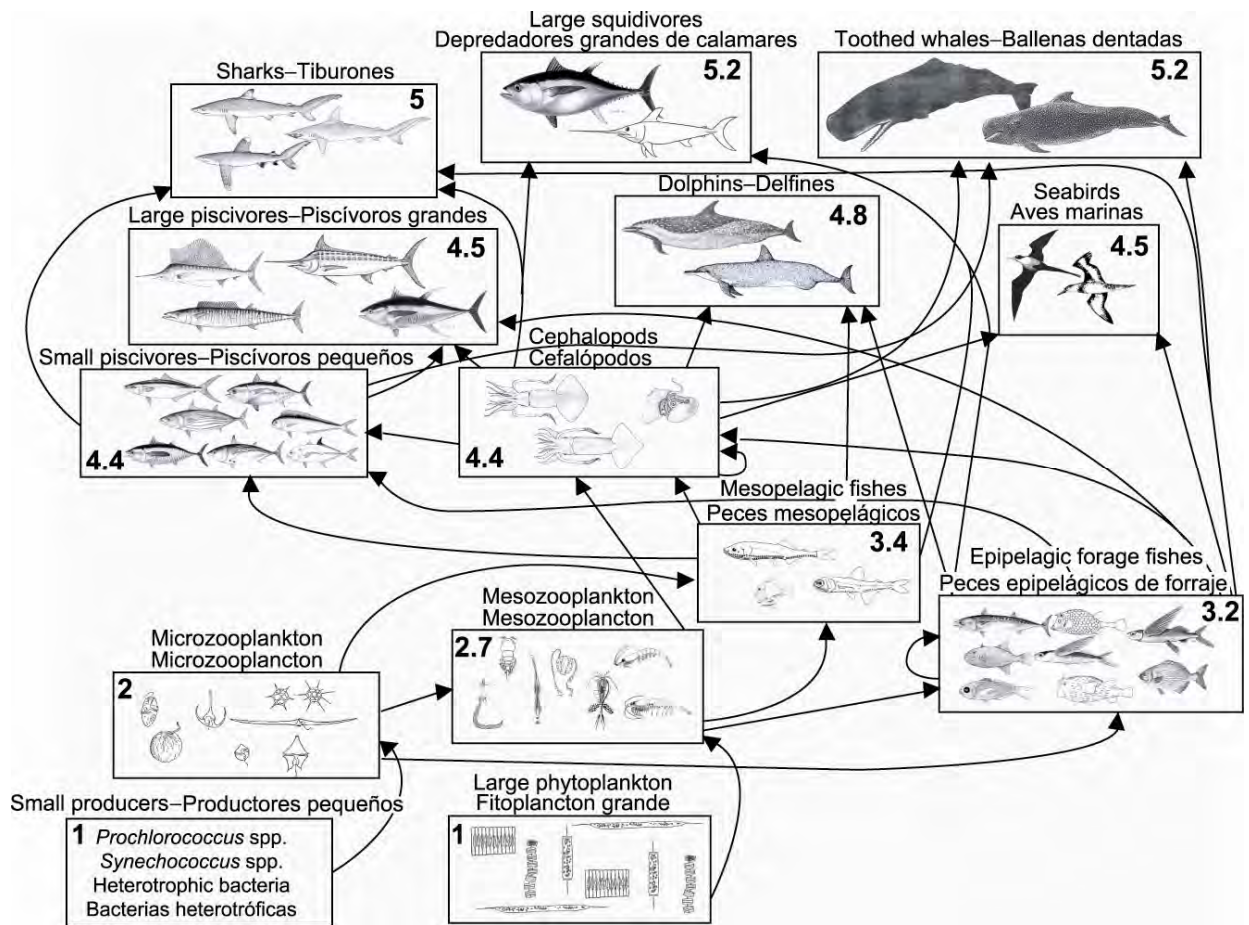 Large squidivores
Depredadores grandes de calamares
5.2
Toothed whales–Ballenas dentadas
5.2
Sharks–Tiburones
5
Dolphins–Delfines
4.8
Seabirds
Aves marinas
4.5
Large piscivores–Piscívoros grandes
4.5
Small piscivores–Piscívoros pequeños
4.4
Cephalopods
Cefalópodos
4.4
Mesopelagic fishes
Peces mesopelágicos
3.4
Epipelagic forage fishes
Peces epipelágicos de forraje
3.2
Mesozooplankton
Mesozooplancton
2.7
Microzooplankton
Microzooplancton
2
Small producers–Productores pequeños
1 Prochlorococcus spp.
Synechococcus spp.
Heterotrophic bacteria
Bacterias heterotróficas
Large phytoplankton
Fitoplancton grande
1